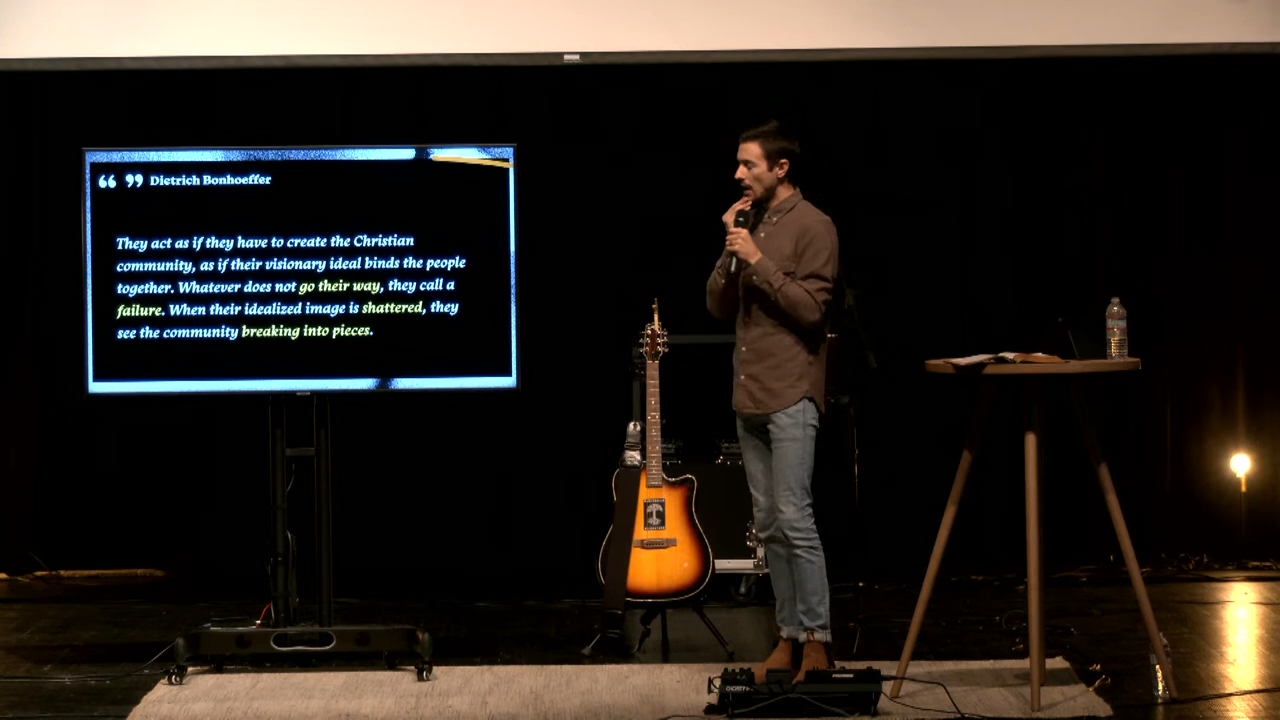 ❝ ❞ Dietrich Bonhoeffer
They act as if they have to create the Christian
community, as if their visionary ideal binds the people
together. Whatever does not go their way, they call a
failure. When their idealized image is shattered, they
see the community breaking into pieces.